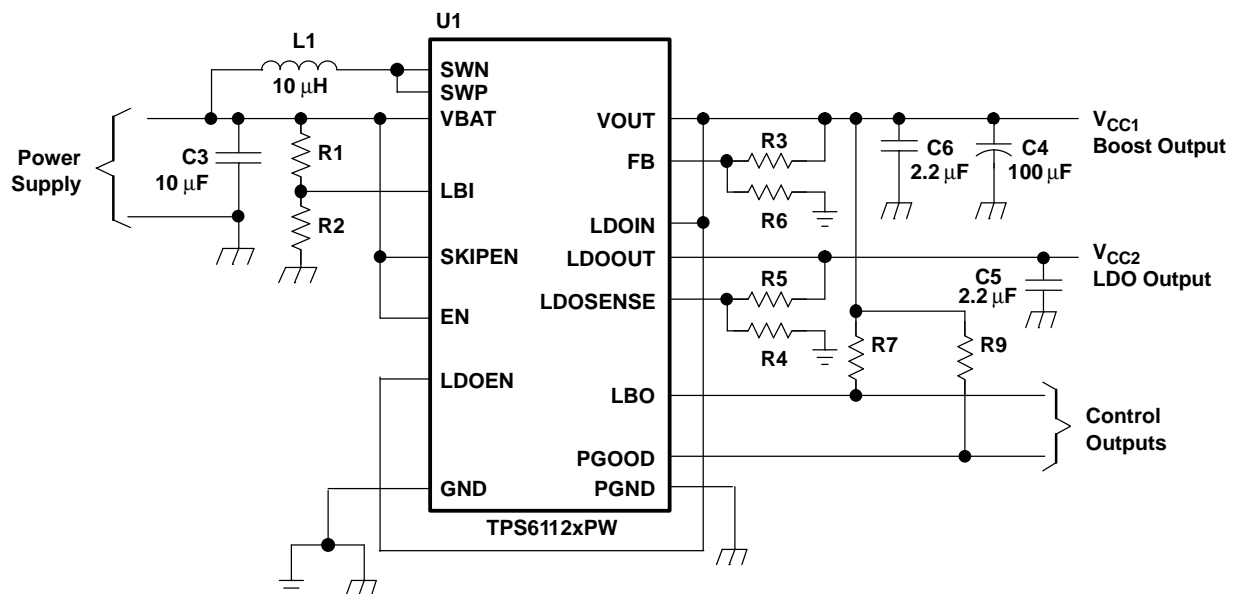 U1
L1
10 μH
SWN
SWP
VBAT
VOUT
VCC1
Boost Output
Power
Supply
C3
10 μF
R1
R3
C6
2.2 μF
C4
100 μF
FB
LBI
R2
R6
LDOIN
SKIPEN
LDOOUT
VCC2
LDO Output
R5
C5
2.2 μF
LDOSENSE
EN
R4
R7
R9
LDOEN
LBO
Control
Outputs
PGOOD
GND
PGND
TPS6112xPW